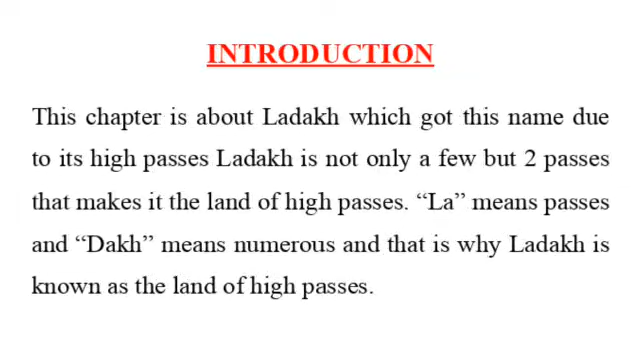 INTRODUCTION
This chapter is about Ladakh which got this name due
to its high passes Ladakh is not only a few but 2 passes
that makes it the land of high passes. “La” means passes
and “Dakh” means numerous and that is why Ladakh is
known as the land of high passes.